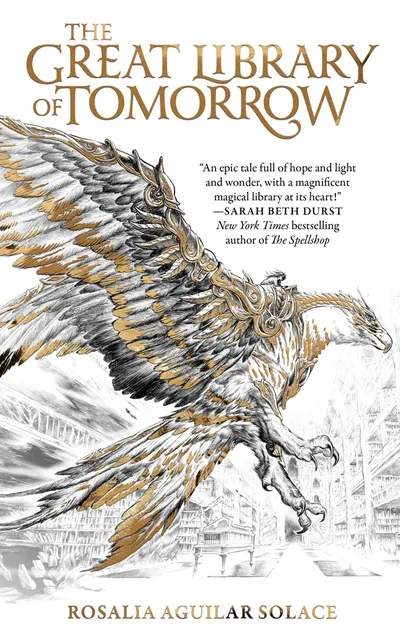 THE
GREAT LIBRARY
OF TOMORROW
“An epic tale full of hope and light
and wonder, with a magnificent
magical library at its heart!”
—SARAH BETH DURST
New York Times bestselling
author of The Spellshop
ROSALIA AGUILAR SOLACE